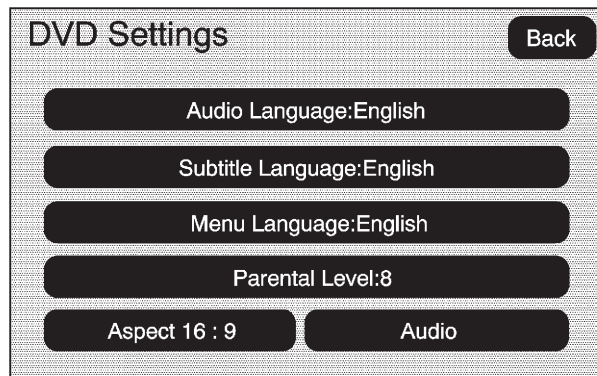 DVD Settings
Back
Audio Language:English
Subtitle Language:English
Menu Language:English
Parental Level:8
Aspect 16 : 9
Audio